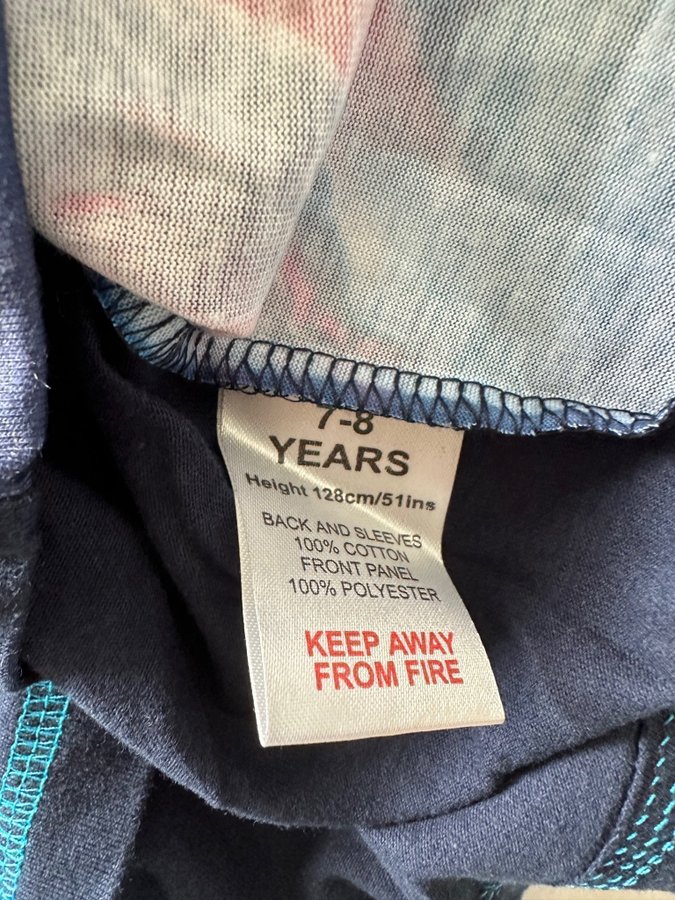 7-8
YEARS
Height 128cm/51ins
BACK AND SLEEVES
100% COTTON
FRONT PANEL
100% POLYESTER
KEEP AWAY
FROM FIRE